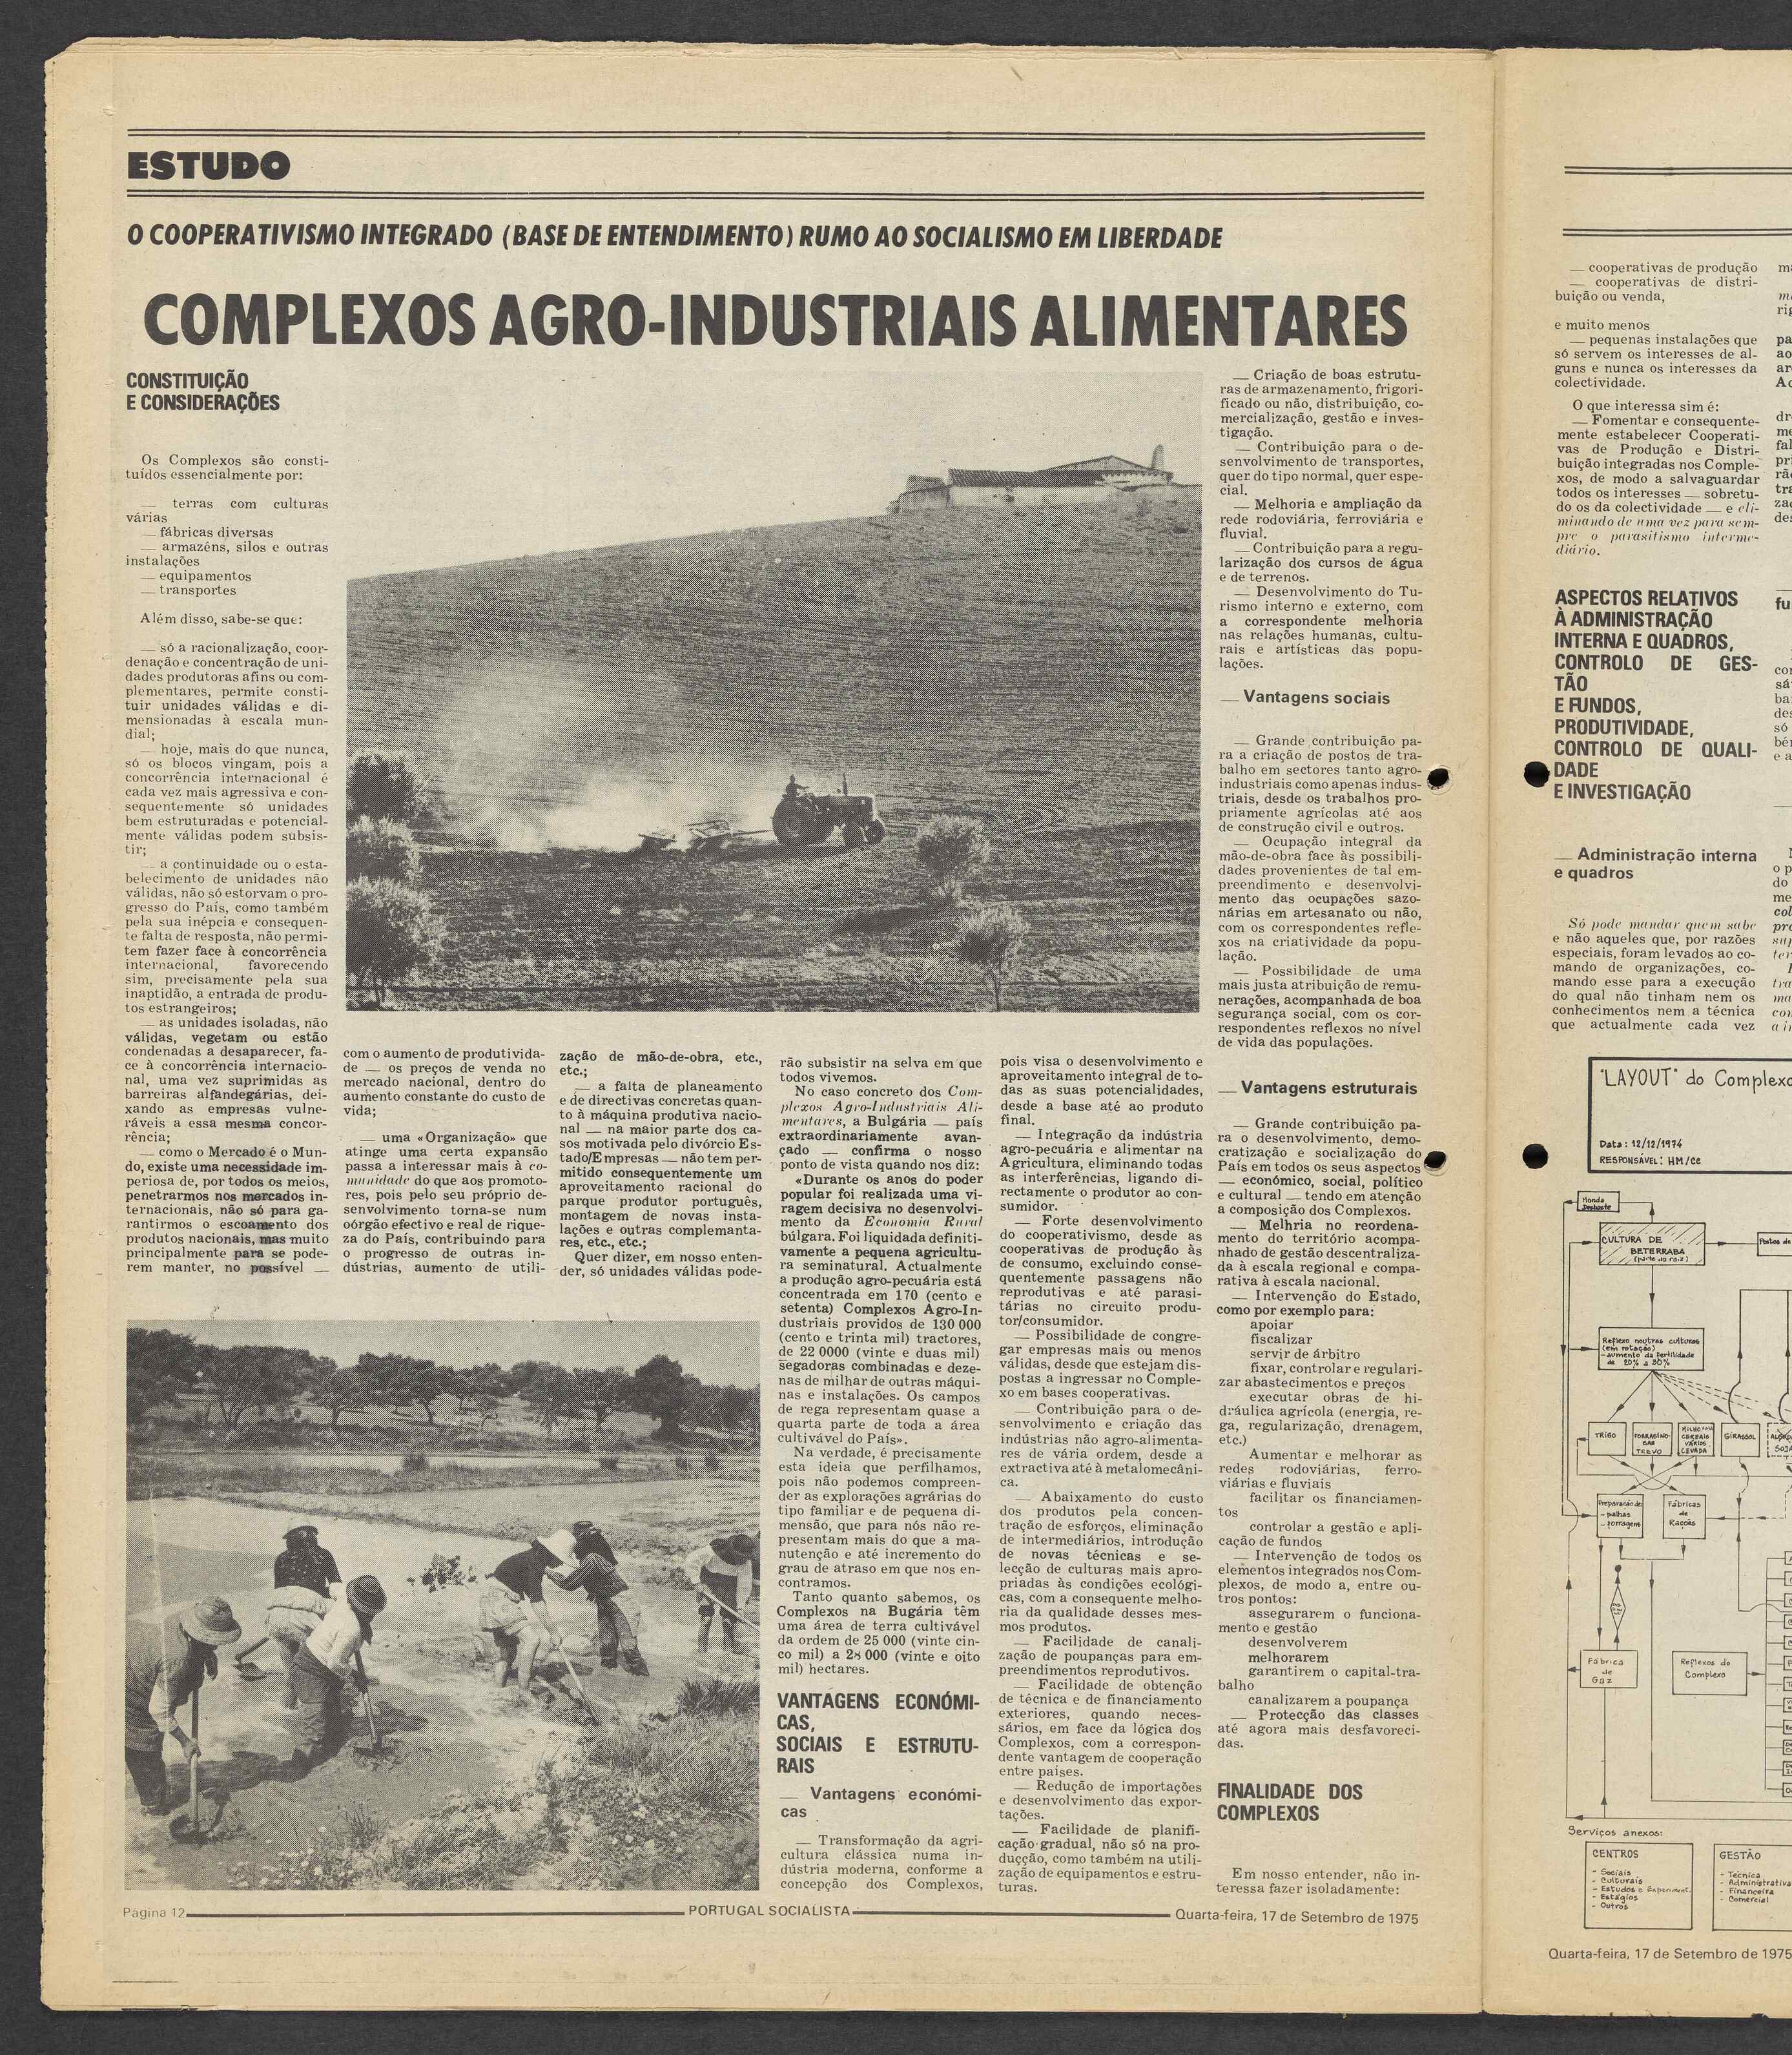 ESTUDO
O COOPERATIVISMO INTEGRADO (BASE DE ENTENDIMENTO) RUMO AO SOCIALISMO EM LIBERDADE
COMPLEXOS AGRO-INDUSTRIAIS ALIMENTARES
CONSTITUIÇÃO
E CONSIDERAÇÕES
Os Complexos são consti-
tuídos essencialmente por:
— terras com culturas
várias
— fábricas diversas
— armazéns, silos e outras
instalações
— equipamentos
— transportes
Além disso, sabe-se que:
— só a racionalização, coor-
denação e concentração de uni-
dades produtoras afins ou com-
plementares, permite consti-
tuir unidades válidas e di-
mensionadas à escala mun-
dial;
— hoje, mais do que nunca,
só os blocos vingam, pois a
concorrência internacional é
cada vez mais agressiva e con-
sequentemente só unidades
bem estruturadas e potencial-
mente válidas podem subsis-
tir;
— a continuidade ou o esta-
belecimento de unidades não
válidas, não só estorvam o pro-
gresso do País, como também
pela sua inépcia e consequen-
te falta de resposta, não permi-
tem fazer face à concorrência
internacional, favorecendo
sim, precisamente pela sua
inaptidão, a entrada de produ-
tos estrangeiros;
— as unidades isoladas, não
válidas, vegetam ou estão
condenadas a desaparecer, fa-
ce à concorrência internacio-
nal, uma vez suprimidas as
barreiras alfandegárias, dei-
xando as empresas vulne-
ráveis a essa mesma concor-
rência;
— como o Mercado é o Mun-
do, existe uma necessidade im-
periosa de, por todos os meios,
penetrarmos nos mercados in-
ternacionais, não só para ga-
rantirmos o escoamento dos
produtos nacionais, mas muito
principalmente para se pode-
rem manter, no possível —
com o aumento de produtivida-
de — os preços de venda no
mercado nacional, dentro do
aumento constante do custo de
vida;
— uma «Organização» que
atinge uma certa expansão
passa a interessar mais à co-
munidade do que aos promoto-
res, pois pelo seu próprio de-
senvolvimento torna-se num
oórgão efectivo e real de rique-
za do País, contribuindo para
o progresso de outras in-
dústrias, aumento de utili-
zação de mão-de-obra, etc.,
etc.;
— a falta de planeamento
e de directivas concretas quan-
to à máquina produtiva nacio-
nal — na maior parte dos ca-
sos motivada pelo divórcio Es-
tado/Empresas — não tem per-
mitido consequentemente um
aproveitamento racional do
parque produtor português,
montagem de novas insta-
lações e outras complementa-
res, etc., etc.;
Quer dizer, em nosso enten-
der, só unidades válidas pode-
rão subsistir na selva em que
todos vivemos.
No caso concreto dos Com-
plexos Agro-Industriais Ali-
mentares, a Bulgária — país
extraordinariamente avan-
çado — confirma o nosso
ponto de vista quando nos diz:
«Durante os anos do poder
popular foi realizada uma vi-
ragem decisiva no desenvolvi-
mento da Economia Rural
búlgara. Foi liquidada definiti-
vamente a pequena agricultu-
ra seminatural. Actualmente
a produção agro-pecuária está
concentrada em 170 (cento e
setenta) Complexos Agro-In-
dustriais providos de 130 000
(cento e trinta mil) tractores,
de 22 0000 (vinte e duas mil)
segadoras combinadas e deze-
nas de milhar de outras máqui-
nas e instalações. Os campos
de rega representam quase a
quarta parte de toda a área
cultivável do País».
Na verdade, é precisamente
esta ideia que perfilhamos,
pois não podemos compreen-
der as explorações agrárias do
tipo familiar e de pequena di-
mensão, que para nós não re-
presentam mais do que a ma-
nutenção e até incremento do
grau de atraso em que nos en-
contramos.
Tanto quanto sabemos, os
Complexos na Bugária têm
uma área de terra cultivável
da ordem de 25 000 (vinte cin-
co mil) a 28 000 (vinte e oito
mil) hectares.
VANTAGENS ECONÓMI-
CAS,
SOCIAIS E ESTRUTU-
RAIS
— Vantagens económi-
cas
— Transformação da agri-
cultura clássica numa in-
dústria moderna, conforme a
concepção dos Complexos,
pois visa o desenvolvimento e
aproveitamento integral de to-
das as suas potencialidades,
desde a base até ao produto
final.
— Integração da indústria
agro-pecuária e alimentar na
Agricultura, eliminando todas
as interferências, ligando di-
rectamente o produtor ao con-
sumidor.
— Forte desenvolvimento
do cooperativismo, desde as
cooperativas de produção às
de consumo, excluindo conse-
quentemente passagens não
reprodutivas e até parasi-
tárias no circuito produ-
tor/consumidor.
— Possibilidade de congre-
gar empresas mais ou menos
válidas, desde que estejam dis-
postas a ingressar no Comple-
xo em bases cooperativas.
— Contribuição para o de-
senvolvimento e criação das
indústrias não agro-alimenta-
res de vária ordem, desde a
extractiva até à metalomecâni-
ca.
— Abaixamento do custo
dos produtos pela concen-
tração de esforços, eliminação
de intermediários, introdução
de novas técnicas e se-
lecção de culturas mais apro-
priadas às condições ecológi-
cas, com a consequente melho-
ria da qualidade desses mes-
mos produtos.
— Facilidade de canali-
zação de poupanças para em-
preendimentos reprodutivos.
— Facilidade de obtenção
de técnica e de financiamento
exteriores, quando neces-
sários, em face da lógica dos
Complexos, com a correspon-
dente vantagem de cooperação
entre países.
— Redução de importações
e desenvolvimento das expor-
tações.
— Facilidade de planifi-
cação gradual, não só na pro-
dução, como também na utili-
zação de equipamentos e estru-
turas.
— Criação de boas estrutu-
ras de armazenamento, frigori-
ficado ou não, distribuição, co-
mercialização, gestão e inves-
tigação.
— Contribuição para o de-
senvolvimento de transportes,
quer do tipo normal, quer espe-
cial.
— Melhoria e ampliação da
rede rodoviária, ferroviária e
fluvial.
— Contribuição para a regu-
larização dos cursos de água
e de terrenos.
— Desenvolvimento do Tu-
rismo interno e externo, com
a correspondente melhoria
nas relações humanas, cultu-
rais e artísticas das popu-
lações.
— Vantagens sociais
— Grande contribuição pa-
ra a criação de postos de tra-
balho em sectores tanto agro-
industriais como apenas indus-
triais, desde os trabalhos pro-
priamente agrícolas até aos
de construção civil e outros.
— Ocupação integral da
mão-de-obra face às possibili-
dades provenientes de tal em-
preendimento e desenvolvi-
mento das ocupações sazo-
nárias em artesanato ou não,
com os correspondentes refle-
xos na criatividade da popu-
lação.
— Possibilidade de uma
mais justa atribuição de remu-
nerações, acompanhada de boa
segurança social, com os cor-
respondentes reflexos no nível
de vida das populações.
— Vantagens estruturais
— Grande contribuição pa-
ra o desenvolvimento, demo-
cratização e socialização do
País em todos os seus aspectos
— económico, social, político
e cultural — tendo em atenção
a composição dos Complexos.
— Melhria no reordena-
mento do território acompa-
nhado de gestão descentraliza-
da à escala regional e compa-
rativa à escala nacional.
— Intervenção do Estado,
como por exemplo para:
apoiar
fiscalizar
servir de árbitro
fixar, controlar e regulari-
zar abastecimentos e preços
executar obras de hi-
dráulica agrícola (energia, re-
ga, regularização, drenagem,
etc.)
Aumentar e melhorar as
redes rodoviárias, ferro-
viárias e fluviais
facilitar os financiamen-
tos
controlar a gestão e apli-
cação de fundos
— Intervenção de todos os
elementos integrados nos Com-
plexos, de modo a, entre ou-
tros pontos:
assegurarem o funciona-
mento e gestão
desenvolverem
melhorarem
garantirem o capital-tra-
balho
canalizarem a poupança
— Protecção das classes
até agora mais desfavoreci-
das.
FINALIDADE DOS
COMPLEXOS
Em nosso entender, não in-
teressa fazer isoladamente:
Página 12
PORTUGAL SOCIALISTA
Quarta-feira, 17 de Setembro de 1975
— cooperativas de produção
— cooperativas de distri-
buição ou venda,
e muito menos
— pequenas instalações que
só servem os interesses de al-
guns e nunca os interesses da
colectividade.
O que interessa sim é:
— Fomentar e consequente-
mente estabelecer Cooperati-
vas de Produção e Distri-
buição integradas nos Comple-
xos, de modo a salvaguardar
todos os interesses — sobretu-
do os da colectividade — e eli-
minando de uma vez para sem-
pre o parasitismo interme-
diário.
ASPECTOS RELATIVOS
À ADMINISTRAÇÃO
INTERNA E QUADROS,
CONTROLO DE GES-
TÃO
E FUNDOS,
PRODUTIVIDADE,
CONTROLO DE QUALI-
DADE
E INVESTIGAÇÃO
— Administração interna
e quadros
Só pode mandar quem sabe
e não aqueles que, por razões
especiais, foram levados ao co-
mando de organizações, co-
mando esse para a execução
do qual não tinham nem os
conhecimentos nem a técnica
que actualmente cada vez
"LAYOUT" do Complexo
Data: 12/12/1974
RESPONSÁVEL: HM/CC
Monda
Desbaste
CULTURA DE
BETERRABA
(parte da raiz)
Postos de
Reflexo noutras culturas
(em rotação)
- aumento da fertilidade
de 20% a 30%
TRIGO
TREVO
CEREAIS
VÁRIOS
CEVADA
GIRASSOL
Preparação de:
- palhas
- forragens
Fábricas
de
Rações
Fábrica
de
Gaz
Reflexos do
Complexo
Serviços anexos:
CENTROS
- Sociais
- Culturais
- Estudos e Experiment.
- Estágios
- Outros
GESTÃO
- Técnica
- Administrativa
- Financeira
- Comercial
Quarta-feira, 17 de Setembro de 1975